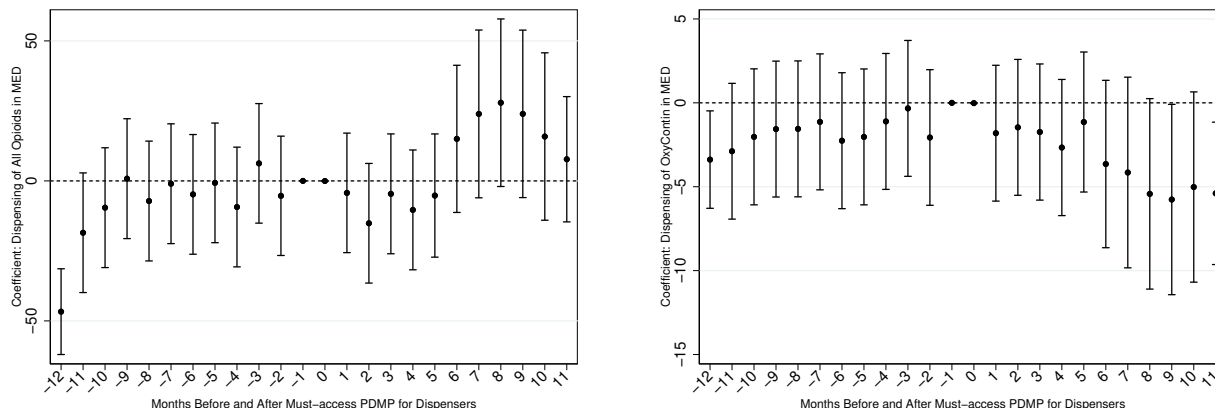 Coefficient: Dispensing of All Opioids in MED
50
0
−50
−12 −11 −10 −9 −8 −7 −6 −5 −4 −3 −2 −1 0 1 2 3 4 5 6 7 8 9 10 11
Months Before and After Must−access PDMP for Dispensers
Coefficient: Dispensing of OxyContin in MED
5
0
−5
−10
−15
−12 −11 −10 −9 −8 −7 −6 −5 −4 −3 −2 −1 0 1 2 3 4 5 6 7 8 9 10 11
Months Before and After Must−access PDMP for Dispensers